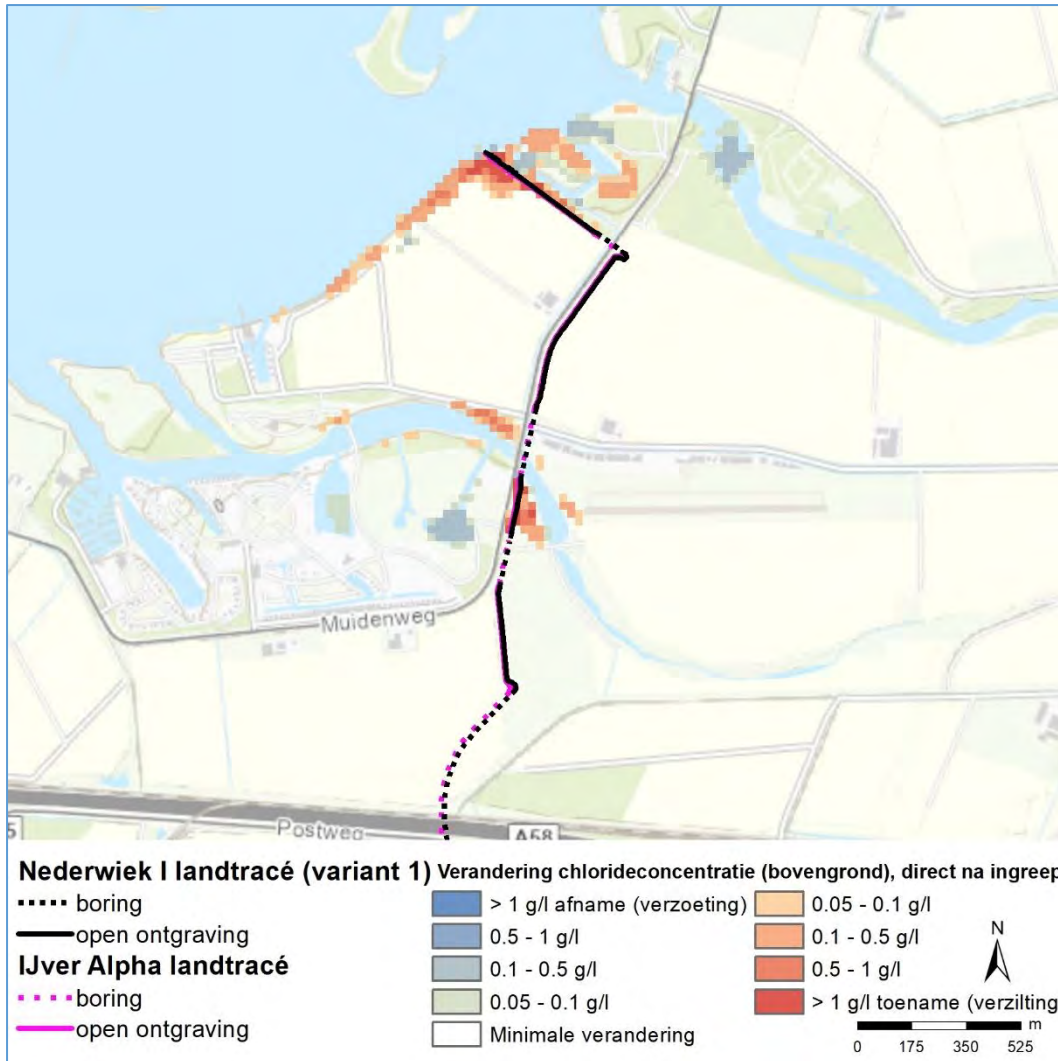 Muidenweg
Postweg
A58
5
Nederwiek I landtracé (variant 1)
boring
open ontgraving
IJver Alpha landtracé
boring
open ontgraving
Verandering chlorideconcentratie (bovengrond), direct na ingreep
> 1 g/l afname (verzoeting)
0.5 - 1 g/l
0.1 - 0.5 g/l
0.05 - 0.1 g/l
Minimale verandering
0.05 - 0.1 g/l
0.1 - 0.5 g/l
0.5 - 1 g/l
> 1 g/l toename (verzilting
N
m
0 175 350 525